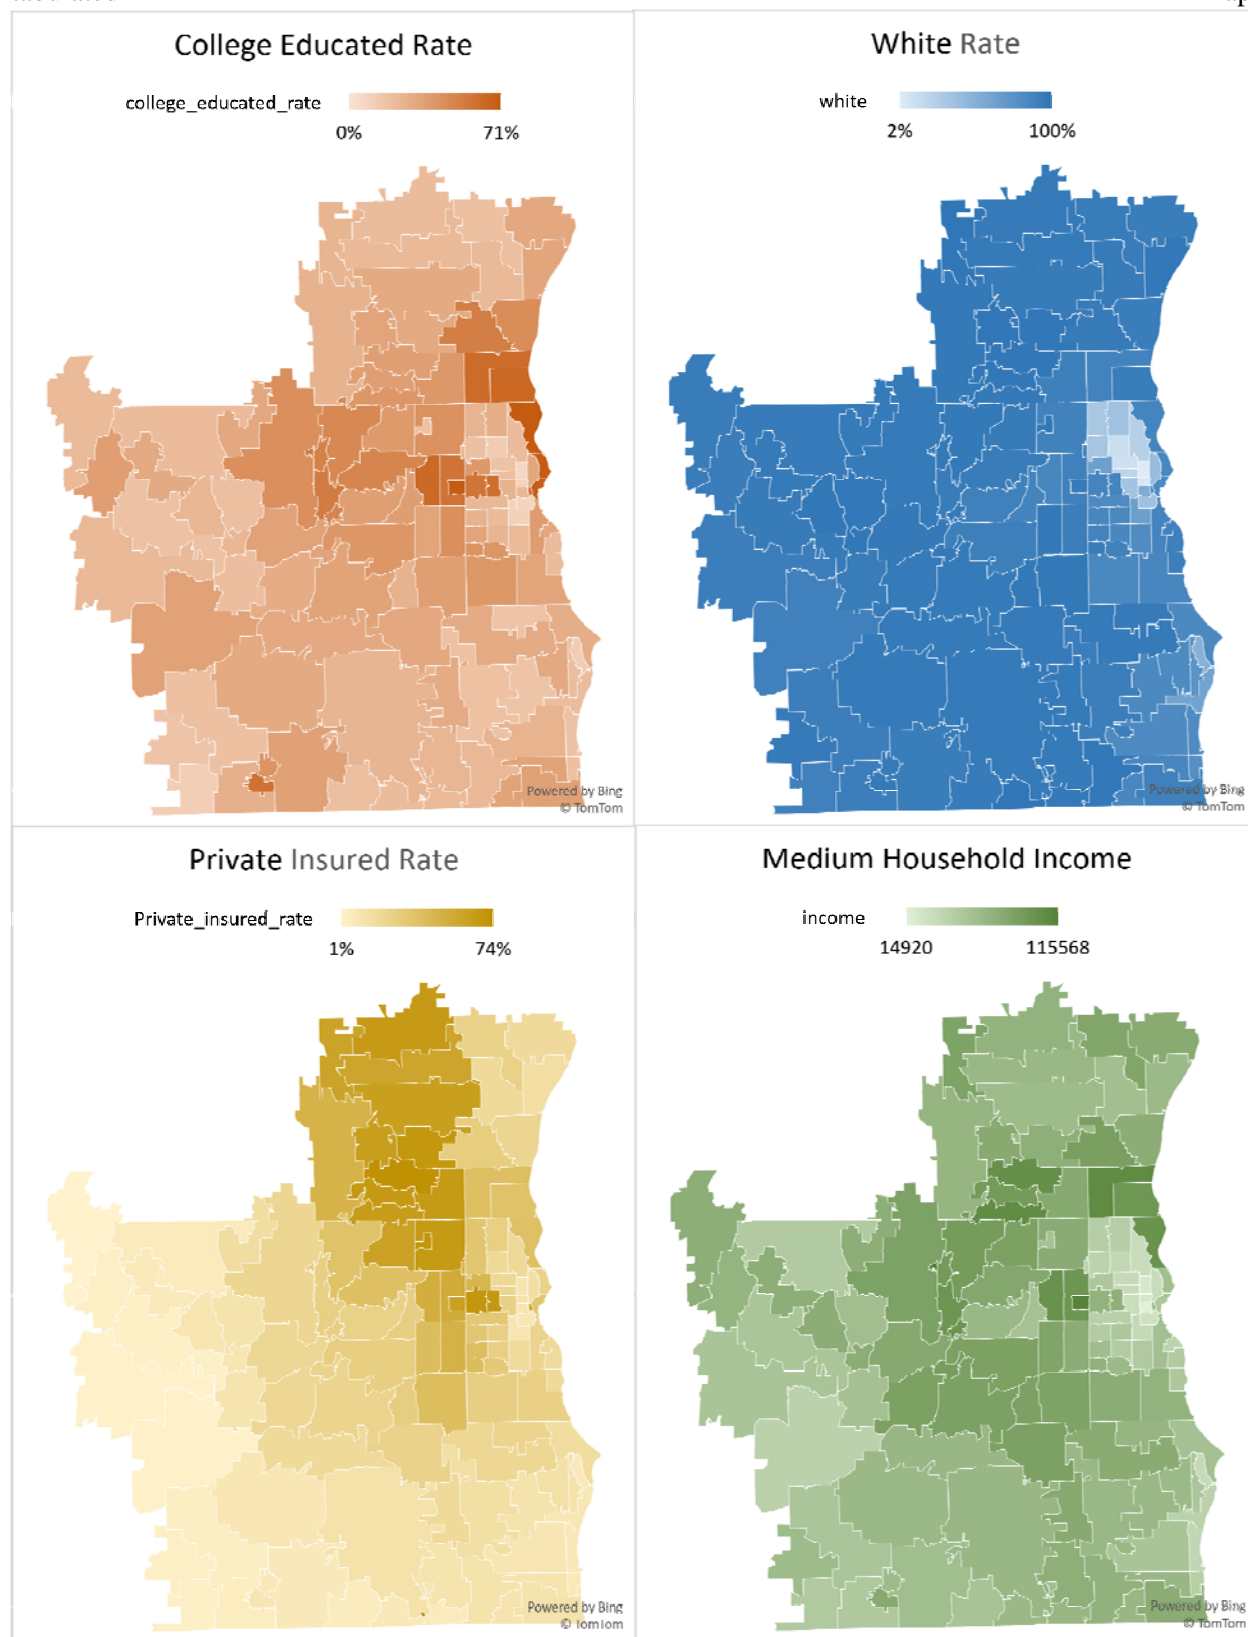 College Educated Rate
college_educated_rate
0% 71%
Powered by Bing
© TomTom
White Rate
white
2% 100%
Powered by Bing
© TomTom
Private Insured Rate
Private_insured_rate
1% 74%
Powered by Bing
© TomTom
Medium Household Income
income
14920 115568
Powered by Bing
© TomTom